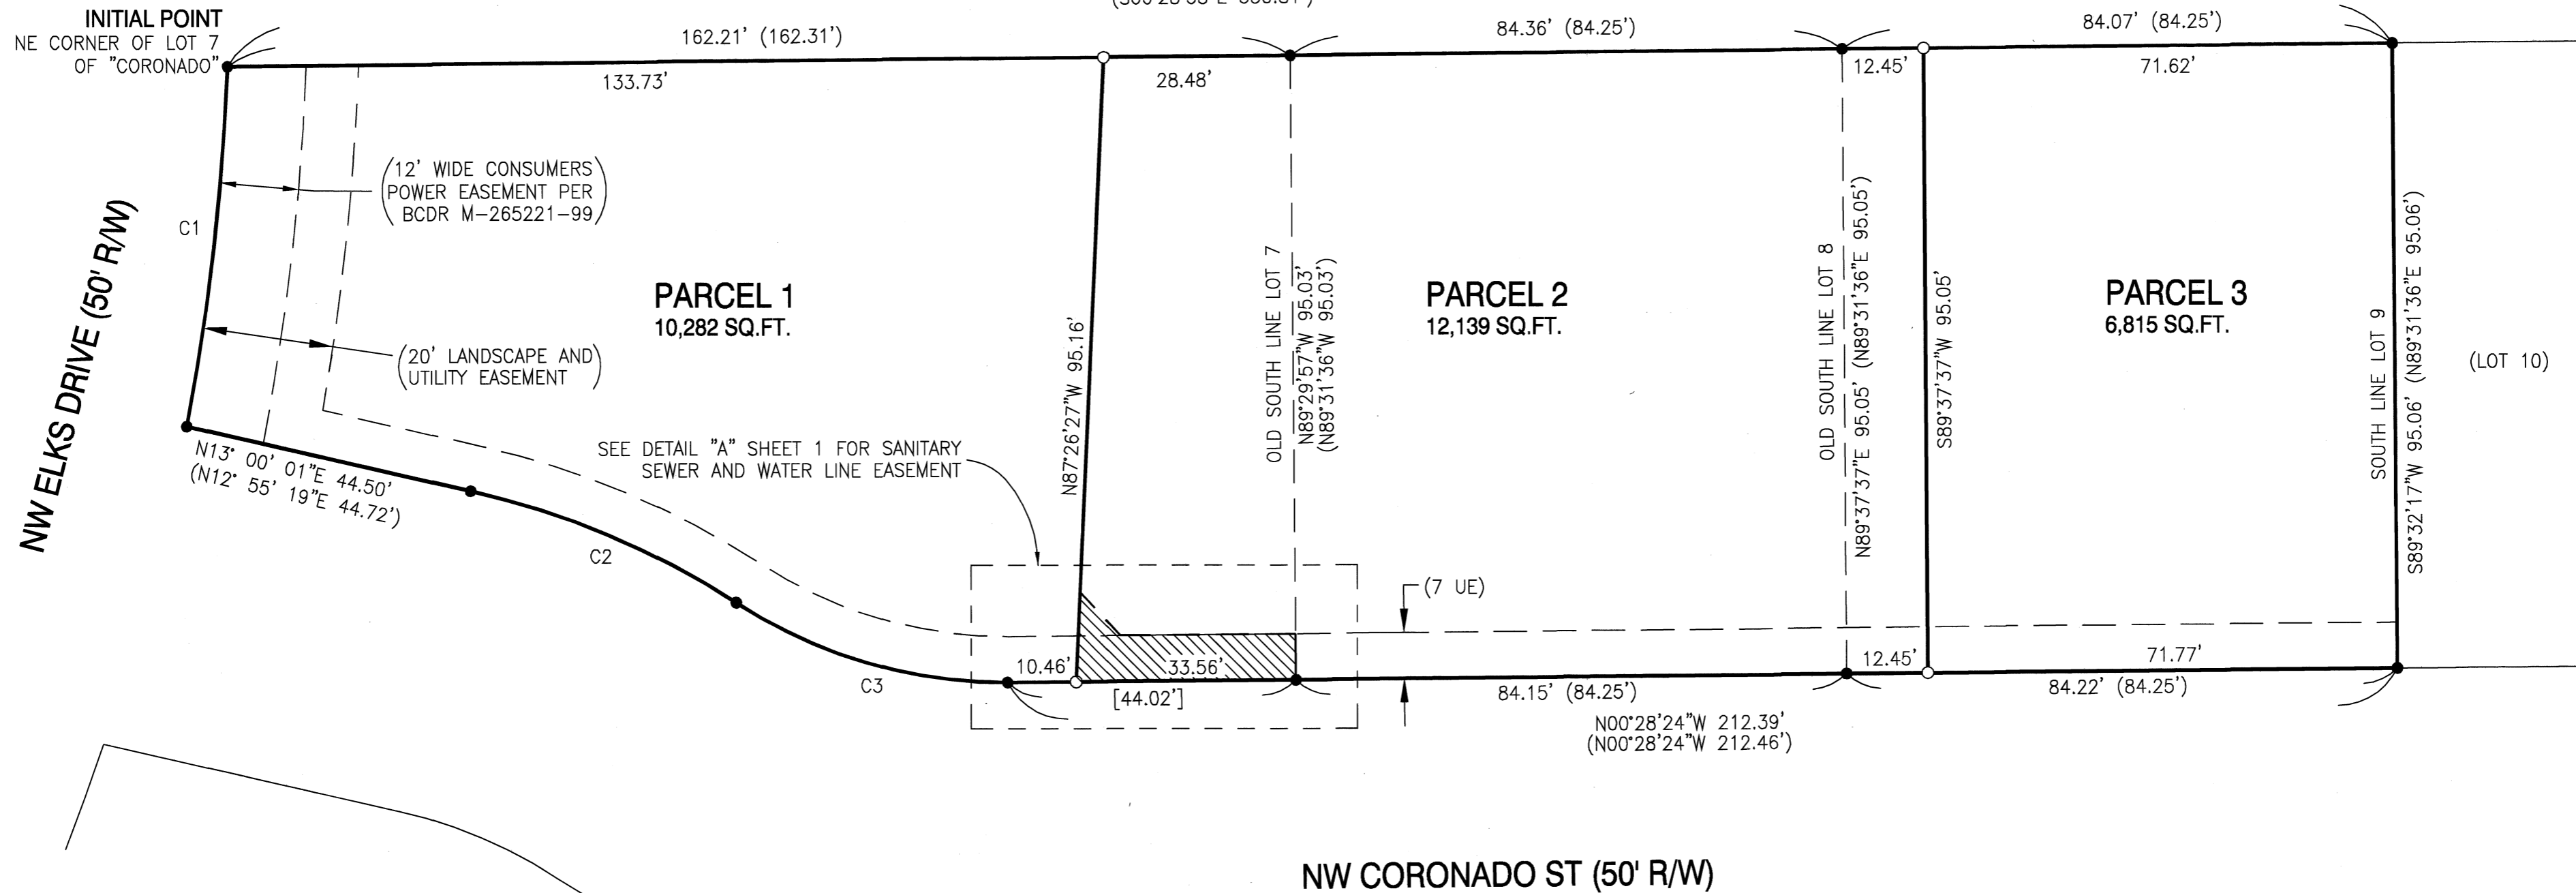 INITIAL POINT
NE CORNER OF LOT 7
OF "CORONADO"
162.21' (162.31')
84.36' (84.25')
84.07' (84.25')
133.73'
28.48'
12.45'
71.62'
(12' WIDE CONSUMERS
POWER EASEMENT PER
BCDR M-265221-99)
C1
NW ELKS DRIVE (50' R/W)
(20' LANDSCAPE AND
UTILITY EASEMENT)
PARCEL 1
10,282 SQ.FT.
N87°26'27"W 95.16'
OLD SOUTH LINE LOT 7
N89°29'57"W 95.03'
(N89°31'36"W 95.03')
PARCEL 2
12,139 SQ.FT.
OLD SOUTH LINE LOT 8
N89°37'37"E 95.05' (N89°31'36"E 95.05')
S89°37'37"W 95.05'
PARCEL 3
6,815 SQ.FT.
SOUTH LINE LOT 9
S89°32'17"W 95.06' (N89°31'36"E 95.06')
(LOT 10)
N13° 00' 01"E 44.50'
(N12° 55' 19"E 44.72')
SEE DETAIL "A" SHEET 1 FOR SANITARY
SEWER AND WATER LINE EASEMENT
C2
C3
(7 UE)
10.46'
33.56'
[44.02']
12.45'
71.77'
84.15' (84.25')
84.22' (84.25')
N00°28'24"W 212.39'
(N00°28'24"W 212.46')
NW CORONADO ST (50' R/W)